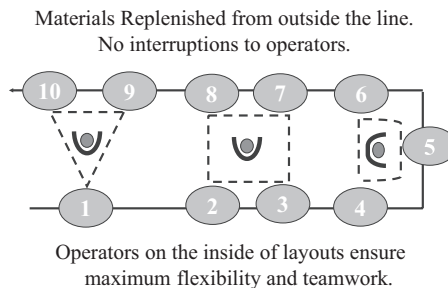 Materials Replenished from outside the line.
No interruptions to operators.
10 9 8 7 6
5
1 2 3 4
Operators on the inside of layouts ensure
maximum flexibility and teamwork.